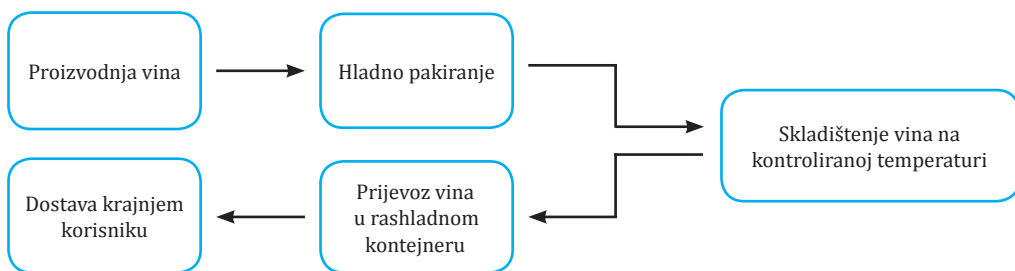 Proizvodnja vina
Hladno pakiranje
Skladištenje vina na
kontroliranoj temperaturi
Prijevoz vina
u rashladnom
kontejneru
Dostava krajnjem
korisniku